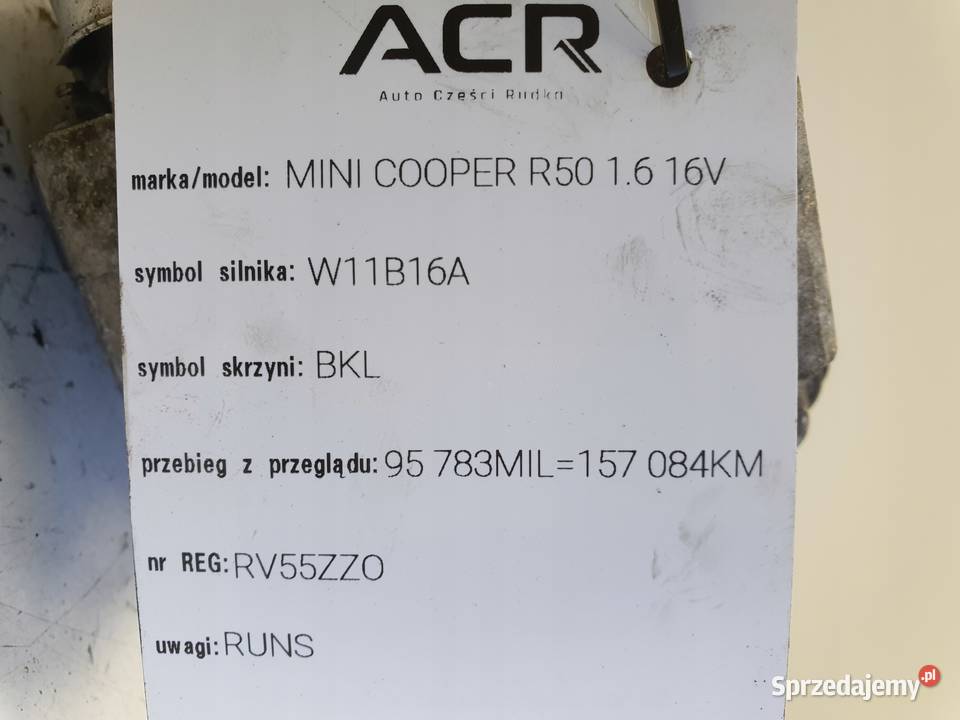 ACR
Auto Części Rudka
marka/model: MINI COOPER R50 1.6 16V
symbol silnika: W11B16A
symbol skrzyni: BKL
przebieg z przeglądu: 95 783MIL=157 084KM
nr REG: RV55ZZO
uwagi: RUNS
Sprzedajemy.pl